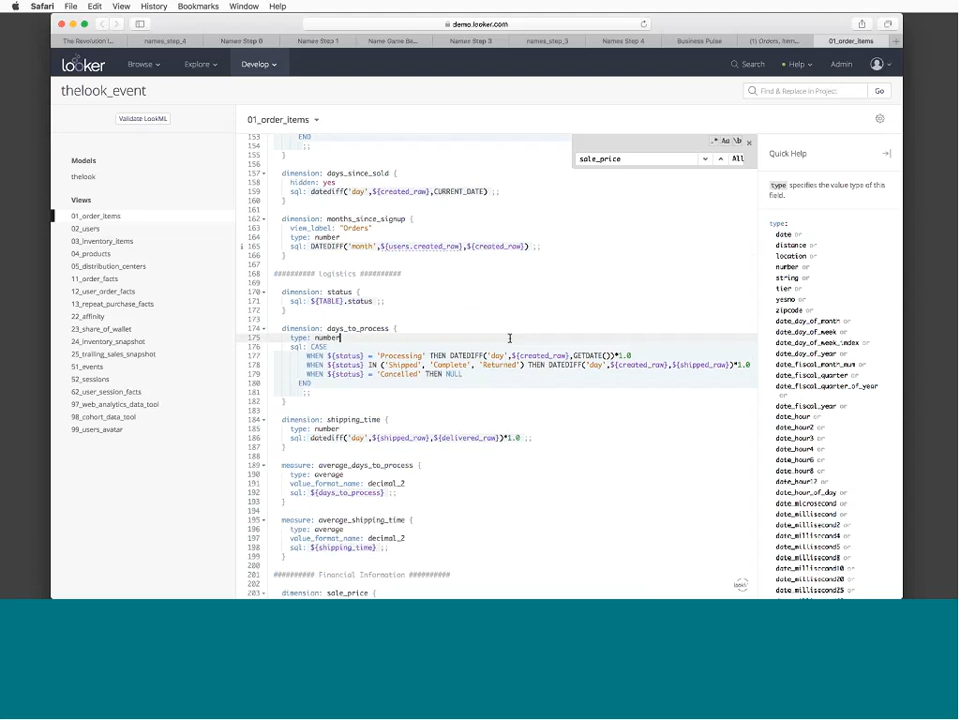 Safari File Edit View History Bookmarks Window Help
demo.looker.com
The Revolution I... names_step_4 Names Step 0 Names Step 1 Name Game Be... Names Step 3 names_step_3 Names Step 4 Business Pulse (1) Orders, Item... 01_order_items
looker Browse Explore Develop Search Help Admin
thelook_event Find & Replace in Project Go
Validate LookML
01_order_items
Models
thelook
Views
01_order_items
02_users
03_inventory_items
04_products
05_distribution_centers
11_order_facts
12_user_order_facts
13_repeat_purchase_facts
22_affinity
23_share_of_wallet
24_inventory_snapshot
25_trailing_sales_snapshot
51_events
52_sessions
62_user_session_facts
97_web_analytics_data_tool
98_cohort_data_tool
99_users_avatar
.* Aa \b
sale_price All
153 END
154 ;;
155 }
156
157 dimension: days_since_sold {
158 hidden: yes
159 sql: datediff('day',${created_raw},CURRENT_DATE) ;;
160 }
161
162 dimension: months_since_signup {
163 view_label: "Orders"
164 type: number
165 sql: DATEDIFF('month',${users.created_raw},${created_raw}) ;;
166 }
167
168 ########## Logistics ##########
169
170 dimension: status {
171 sql: ${TABLE}.status ;;
172 }
173
174 dimension: days_to_process {
175 type: number
176 sql: CASE
177 WHEN ${status} = 'Processing' THEN DATEDIFF('day',${created_raw},GETDATE())*1.0
178 WHEN ${status} IN ('Shipped', 'Complete', 'Returned') THEN DATEDIFF('day',${created_raw},${shipped_raw})*1.0
179 WHEN ${status} = 'Cancelled' THEN NULL
180 END
181 ;;
182 }
183
184 dimension: shipping_time {
185 type: number
186 sql: datediff('day',${shipped_raw},${delivered_raw})*1.0 ;;
187 }
188
189 measure: average_days_to_process {
190 type: average
191 value_format_name: decimal_2
192 sql: ${days_to_process} ;;
193 }
194
195 measure: average_shipping_time {
196 type: average
197 value_format_name: decimal_2
198 sql: ${shipping_time} ;;
199 }
200
201 ########## Financial Information ##########
202
203 dimension: sale_price {
looker
Quick Help
type specifies the value type of this
field.
type:
date or
distance or
location or
number or
string or
tier or
yesno or
zipcode or
date_day_of_month or
date_day_of_week or
date_day_of_week_index or
date_day_of_year or
date_fiscal_month_num or
date_fiscal_quarter or
date_fiscal_quarter_of_year
or
date_fiscal_year or
date_hour or
date_hour2 or
date_hour3 or
date_hour4 or
date_hour6 or
date_hour8 or
date_hour12 or
date_hour_of_day or
date_microsecond or
date_millisecond or
date_millisecond2 or
date_millisecond4 or
date_millisecond5 or
date_millisecond8 or
date_millisecond10 or
date_millisecond20 or
date_millisecond25 or